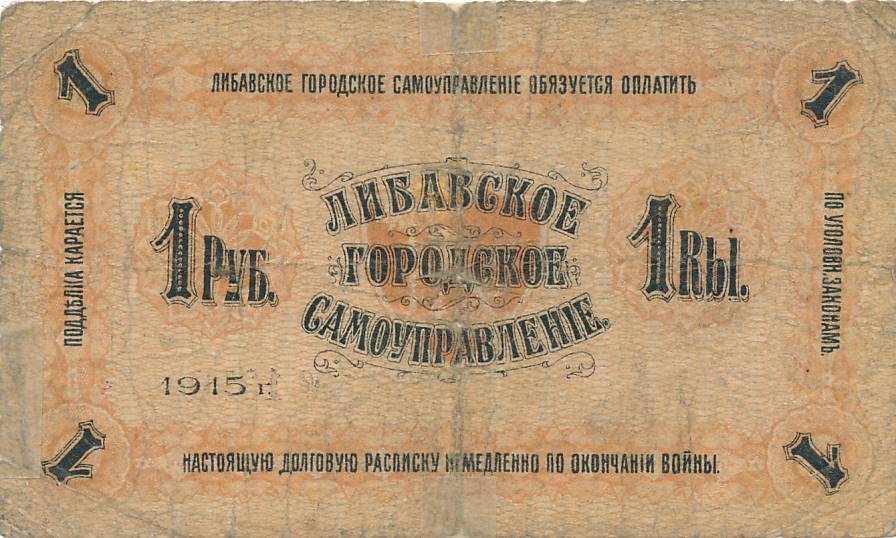 1
ЛИБАВСКОЕ ГОРОДСКОЕ САМОУПРАВЛЕНІЕ ОБЯЗУЕТСЯ ОПЛАТИТЬ
1
ПОДДѢЛКА КАРАЕТСЯ
1 РУБ.
ЛИБАВСКОЕ
ГОРОДСКОЕ
САМОУПРАВЛЕНІЕ.
1 Rbl.
ПО УГОЛОВН. ЗАКОНАМЪ.
1915 г.
1
НАСТОЯЩУЮ ДОЛГОВУЮ РАСПИСКУ НЕМЕДЛЕННО ПО ОКОНЧАНІИ ВОЙНЫ.
1